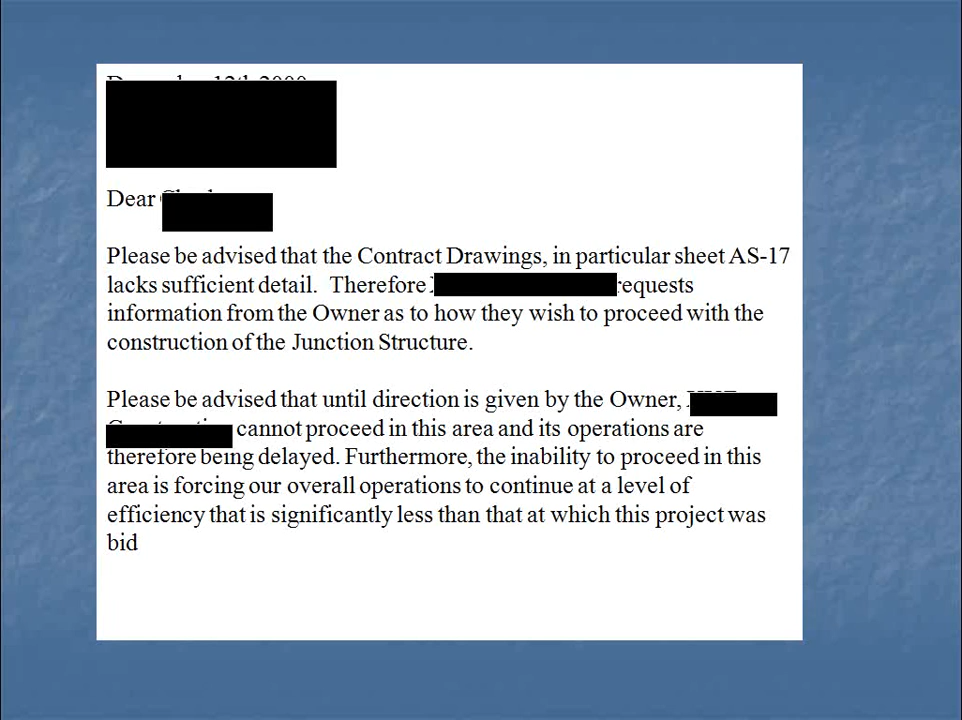 Dear
Please be advised that the Contract Drawings, in particular sheet AS-17
lacks sufficient detail. Therefore requests
information from the Owner as to how they wish to proceed with the
construction of the Junction Structure.
Please be advised that until direction is given by the Owner,
cannot proceed in this area and its operations are
therefore being delayed. Furthermore, the inability to proceed in this
area is forcing our overall operations to continue at a level of
efficiency that is significantly less than that at which this project was
bid